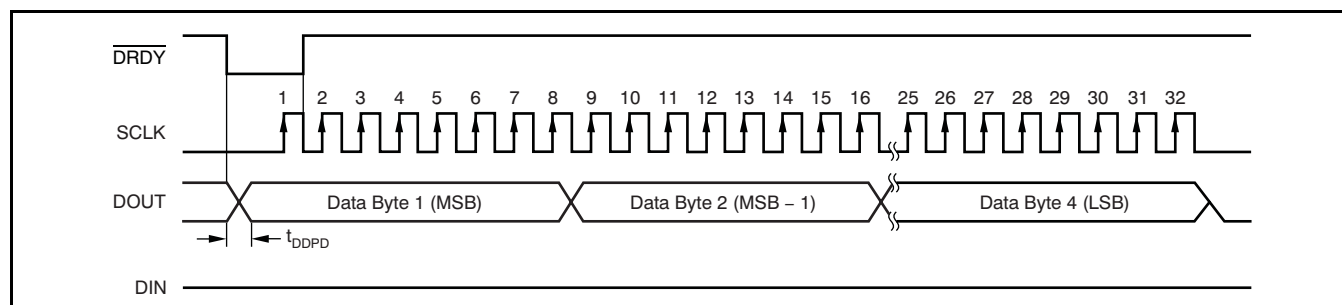 DRDY
1 2 3 4 5 6 7 8 9 10 11 12 13 14 15 16 25 26 27 28 29 30 31 32
SCLK
DOUT Data Byte 1 (MSB) Data Byte 2 (MSB – 1) Data Byte 4 (LSB)
tDDPD
DIN